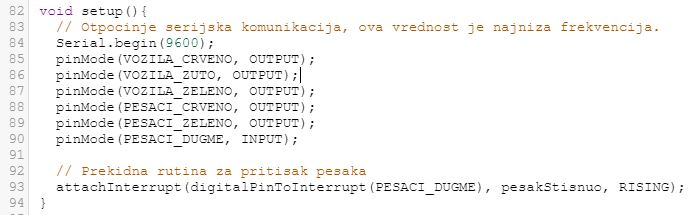 82 void setup(){
83 // Otpocinje serijska komunikacija, ova vrednost je najniza frekvencija.
84 Serial.begin(9600);
85 pinMode(VOZILA_CRVENO, OUTPUT);
86 pinMode(VOZILA_ZUTO, OUTPUT);
87 pinMode(VOZILA_ZELENO, OUTPUT);
88 pinMode(PESACI_CRVENO, OUTPUT);
89 pinMode(PESACI_ZELENO, OUTPUT);
90 pinMode(PESACI_DUGME, INPUT);
91
92 // Prekidna rutina za pritisak pesaka
93 attachInterrupt(digitalPinToInterrupt(PESACI_DUGME), pesakStisnuo, RISING);
94 }